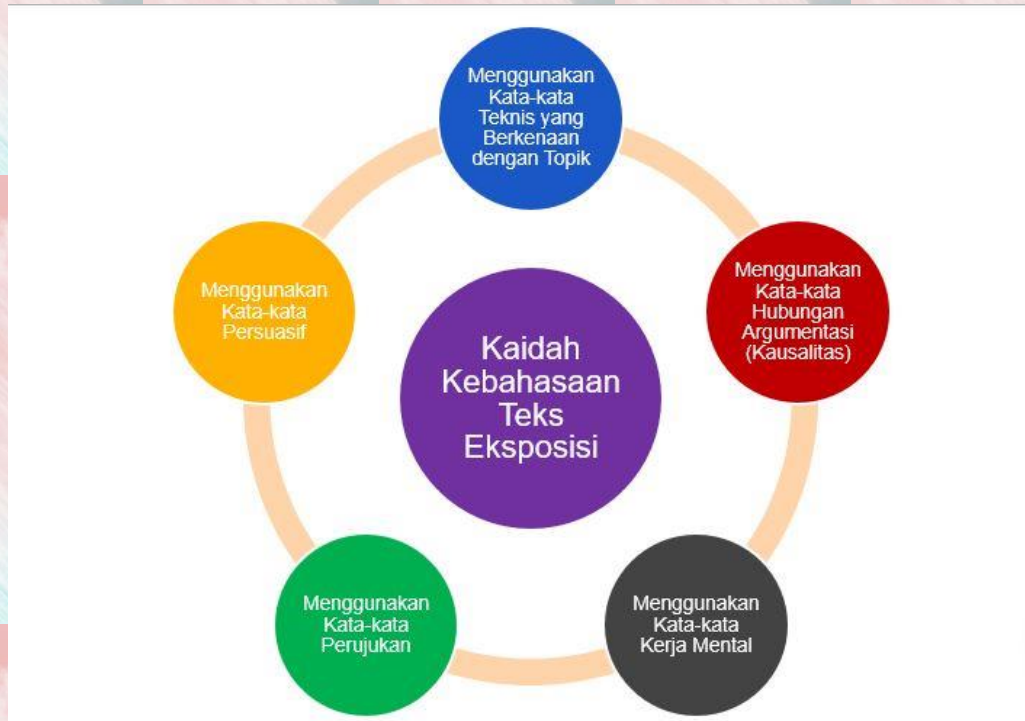 Menggunakan
Kata-kata
Teknis yang
Berkenaan
dengan Topik
Menggunakan
Kata-kata
Hubungan
Argumentasi
(Kausalitas)
Menggunakan
Kata-kata
Kerja Mental
Menggunakan
Kata-kata
Perujukan
Menggunakan
Kata-kata
Persuasif
Kaidah
Kebahasaan
Teks
Eksposisi